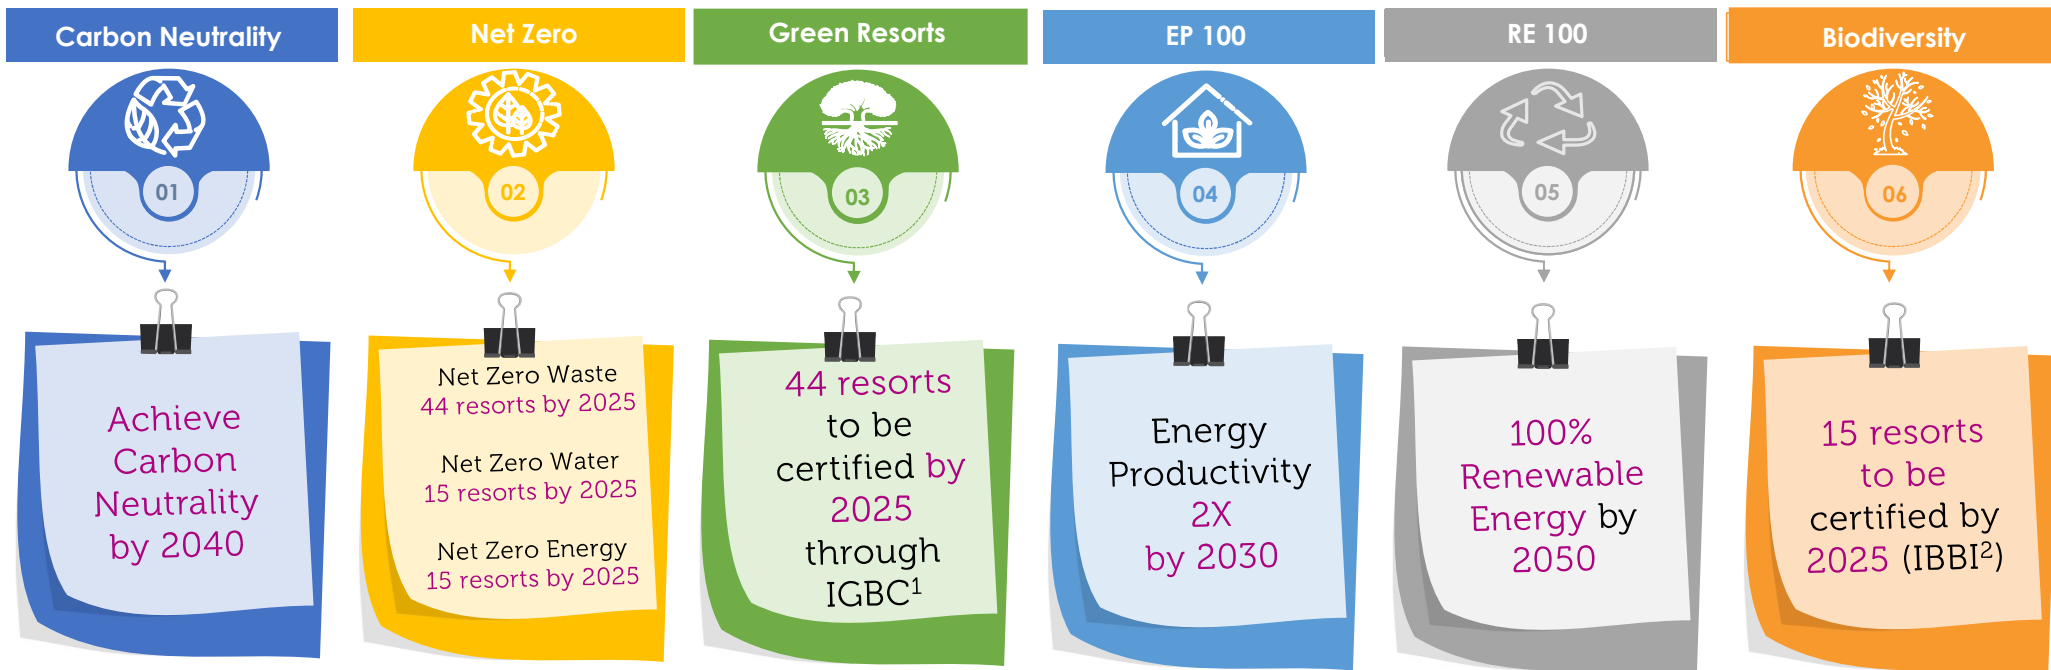 Carbon Neutrality
01
Achieve
Carbon
Neutrality
by 2040
Net Zero
02
Net Zero Waste
44 resorts by 2025
Net Zero Water
15 resorts by 2025
Net Zero Energy
15 resorts by 2025
Green Resorts
03
44 resorts
to be
certified by
2025
through
IGBC¹
EP 100
04
Energy
Productivity
2X
by 2030
RE 100
05
100%
Renewable
Energy by
2050
Biodiversity
06
15 resorts
to be
certified by
2025 (IBBI²)